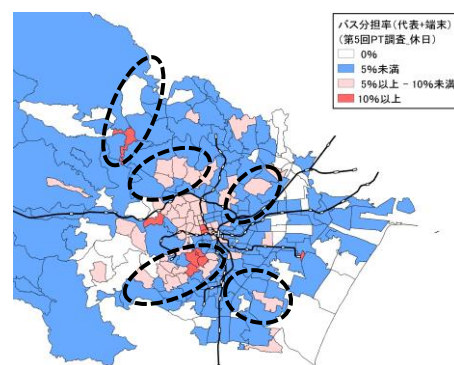 バス分担率(代表+端末)
(第5回PT調査_休日)
0%
5%未満
5%以上 - 10%未満
10%以上